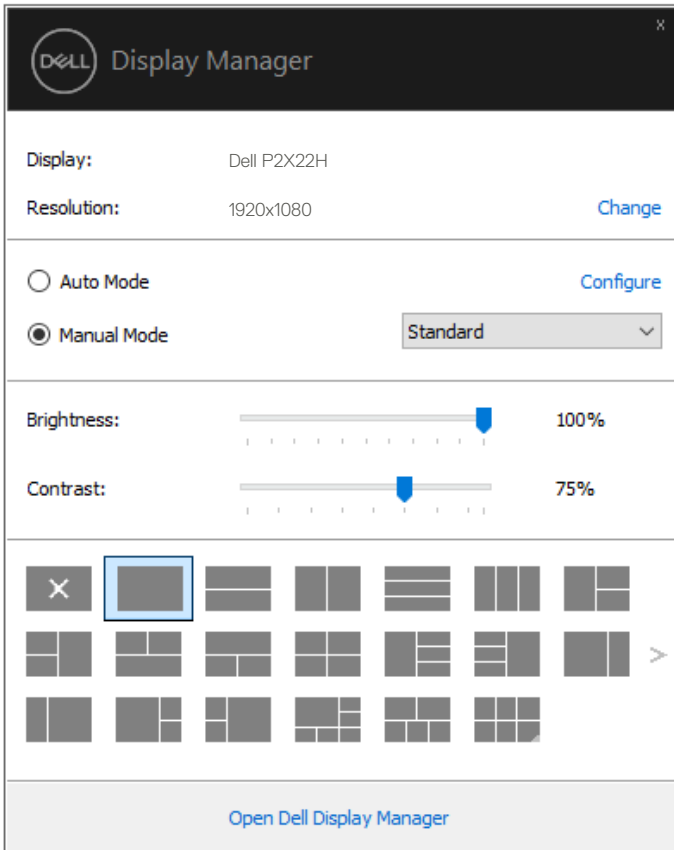 x
DELL Display Manager
Display: Dell P2X22H
Resolution: 1920x1080 Change
Auto Mode Configure
Manual Mode Standard
Brightness: 100%
Contrast: 75%
Open Dell Display Manager